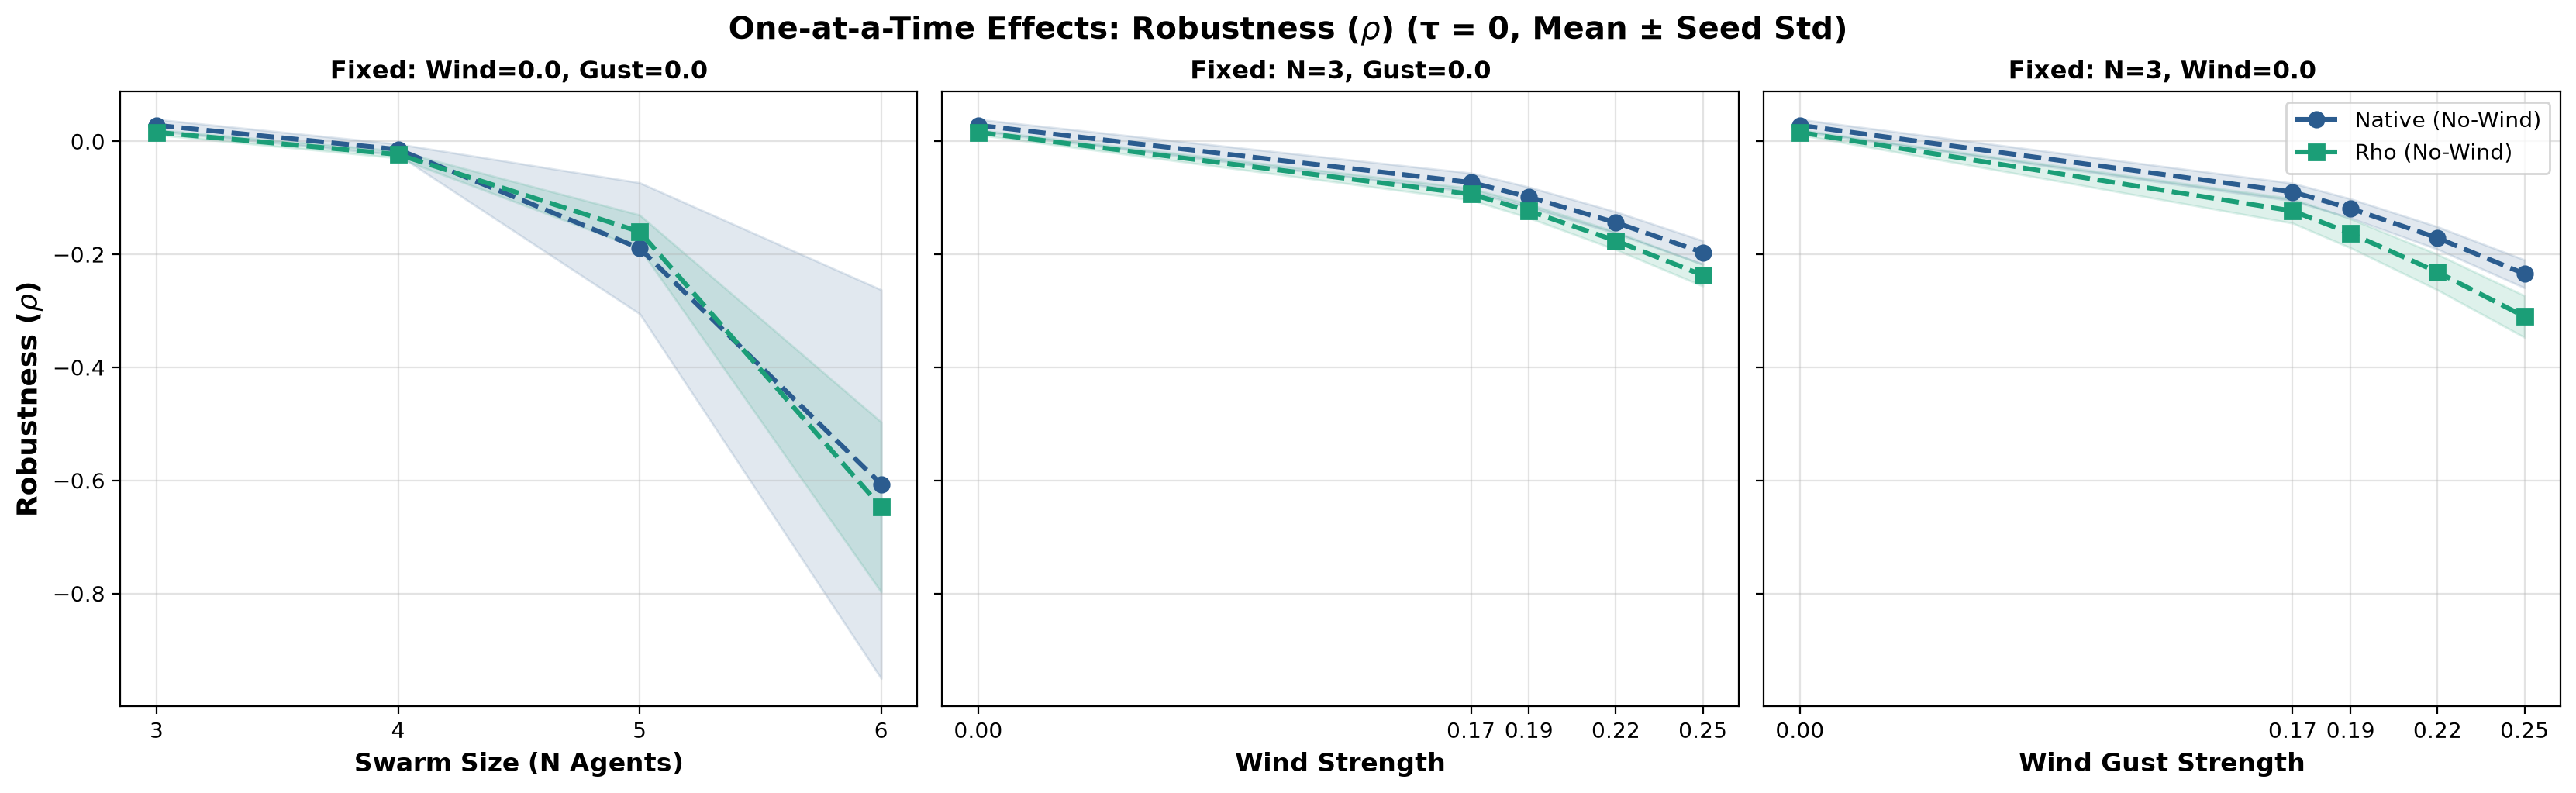 One-at-a-Time Effects: Robustness (ρ) (τ = 0, Mean ± Seed Std)
Fixed: Wind=0.0, Gust=0.0
Fixed: N=3, Gust=0.0
Fixed: N=3, Wind=0.0
Native (No-Wind)
Rho (No-Wind)
Robustness (ρ)
0.0
−0.2
−0.4
−0.6
−0.8
3 4 5 6
0.00 0.17 0.19 0.22 0.25
0.00 0.17 0.19 0.22 0.25
Swarm Size (N Agents)
Wind Strength
Wind Gust Strength